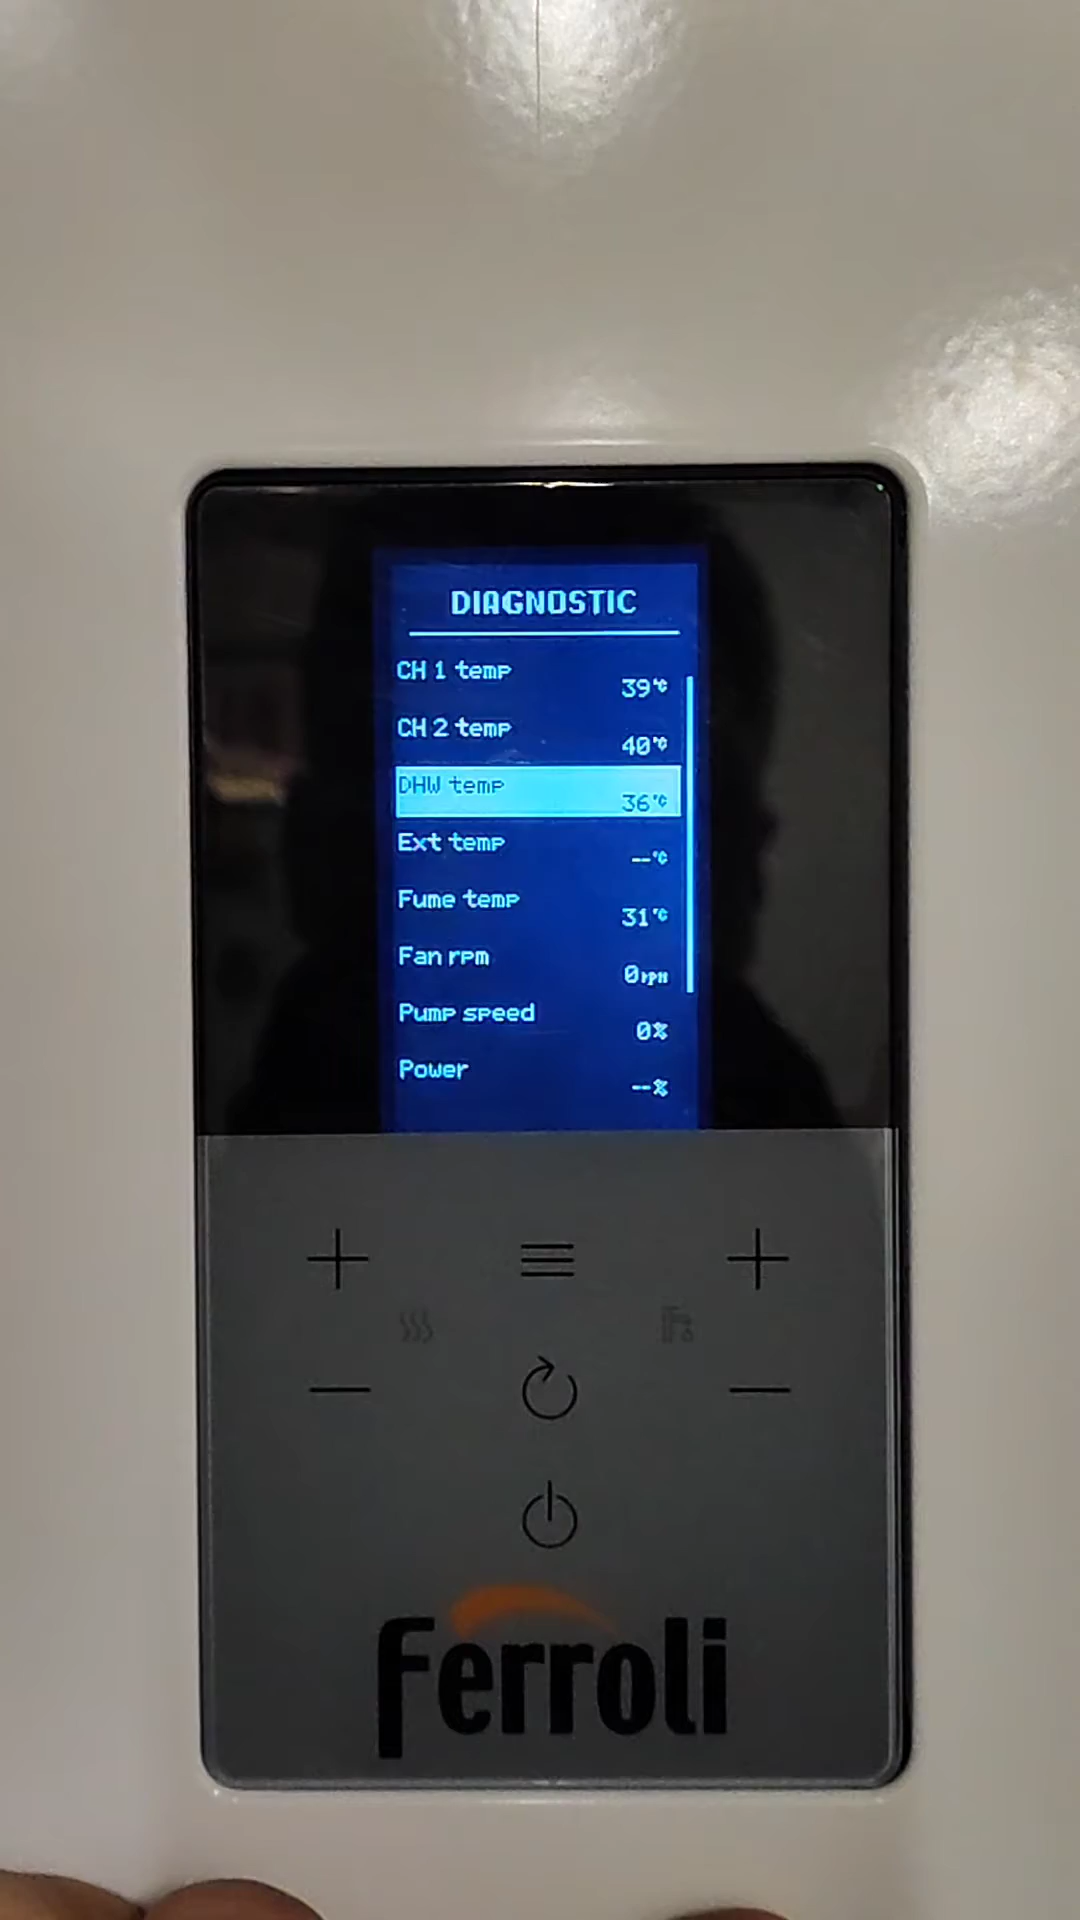 DIAGNOSTIC
CH 1 temp
39°C
CH 2 temp
40°C
DHW temp
36°C
Ext temp
--°C
Fume temp
31°C
Fan rpm
0rpm
Pump speed
0%
Power
--%
Ferroli